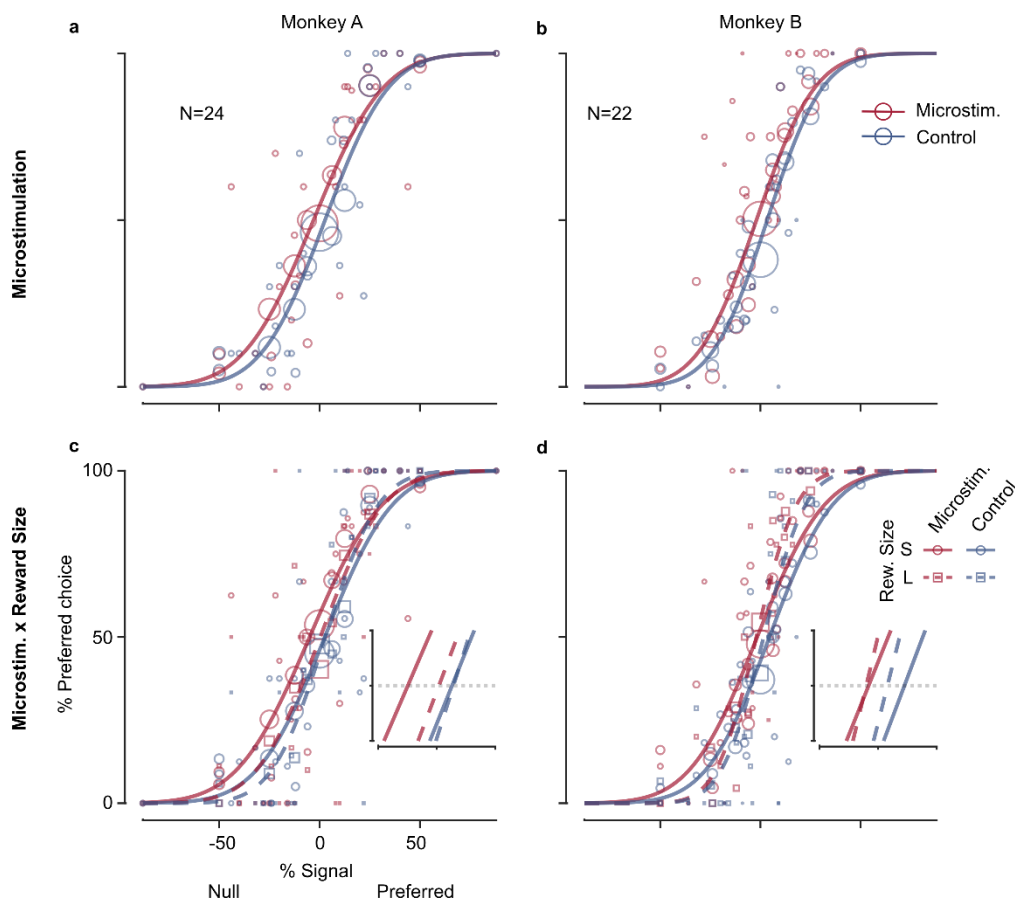 Monkey A
Monkey B
a
b
N=24
N=22
Microstim.
Control
Microstimulation
c
d
Microstim.
Control
Rew. Size
S
L
Microstim. x Reward Size
% Preferred choice
100
50
0
-50 0 50
% Signal
Null Preferred